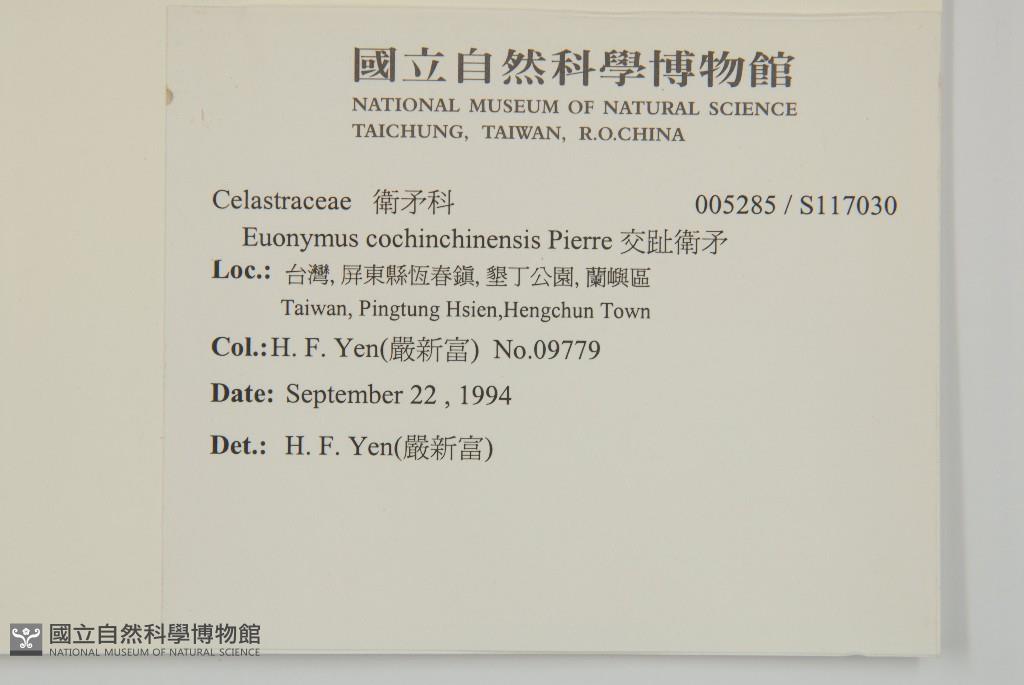 國立自然科學博物館
NATIONAL MUSEUM OF NATURAL SCIENCE
TAICHUNG, TAIWAN, R.O.CHINA
Celastraceae 衛矛科 005285 / S117030
Euonymus cochinchinensis Pierre 交趾衛矛
Loc.: 台灣, 屏東縣恆春鎮, 墾丁公園, 蘭嶼區
Taiwan, Pingtung Hsien,Hengchun Town
Col.:H. F. Yen(嚴新富) No.09779
Date: September 22 , 1994
Det.: H. F. Yen(嚴新富)
國立自然科學博物館
NATIONAL MUSEUM OF NATURAL SCIENCE